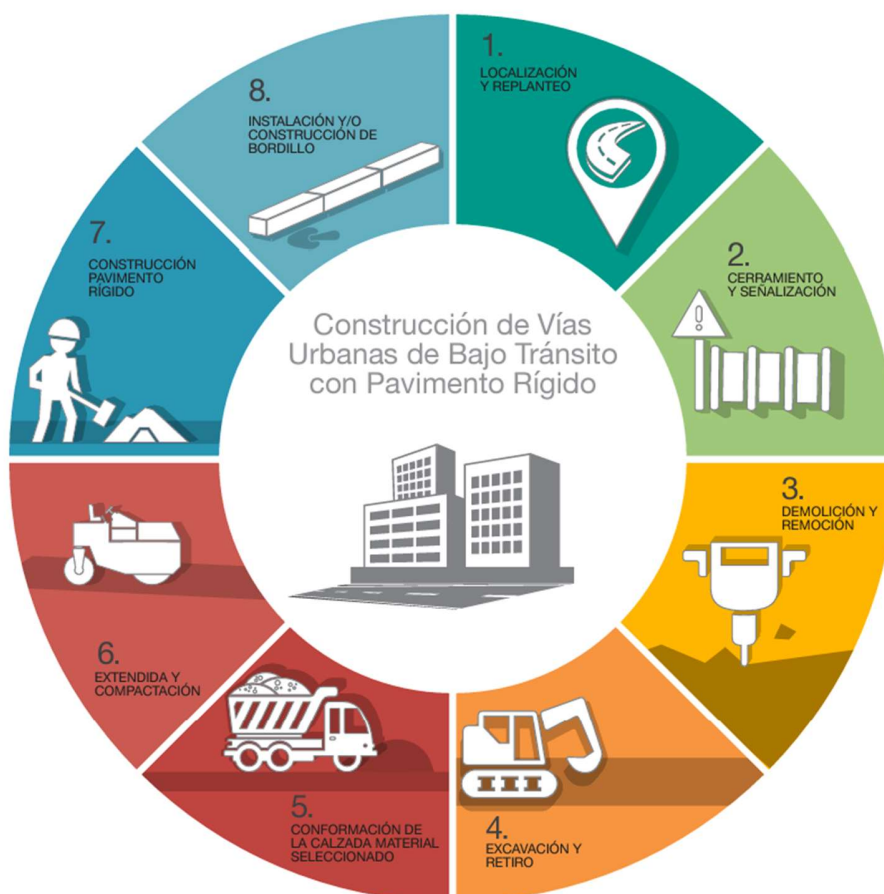 Construcción de Vías
Urbanas de Bajo Tránsito
con Pavimento Rígido
1.
LOCALIZACIÓN
Y REPLANTEO
2.
CERRAMIENTO
Y SEÑALIZACIÓN
3.
DEMOLICIÓN Y
REMOCIÓN
4.
EXCAVACIÓN Y
RETIRO
5.
CONFORMACIÓN DE
LA CALZADA MATERIAL
SELECCIONADO
6.
EXTENDIDA Y
COMPACTACIÓN
7.
CONSTRUCCIÓN
PAVIMENTO
RÍGIDO
8.
INSTALACIÓN Y/O
CONSTRUCCIÓN DE
BORDILLO